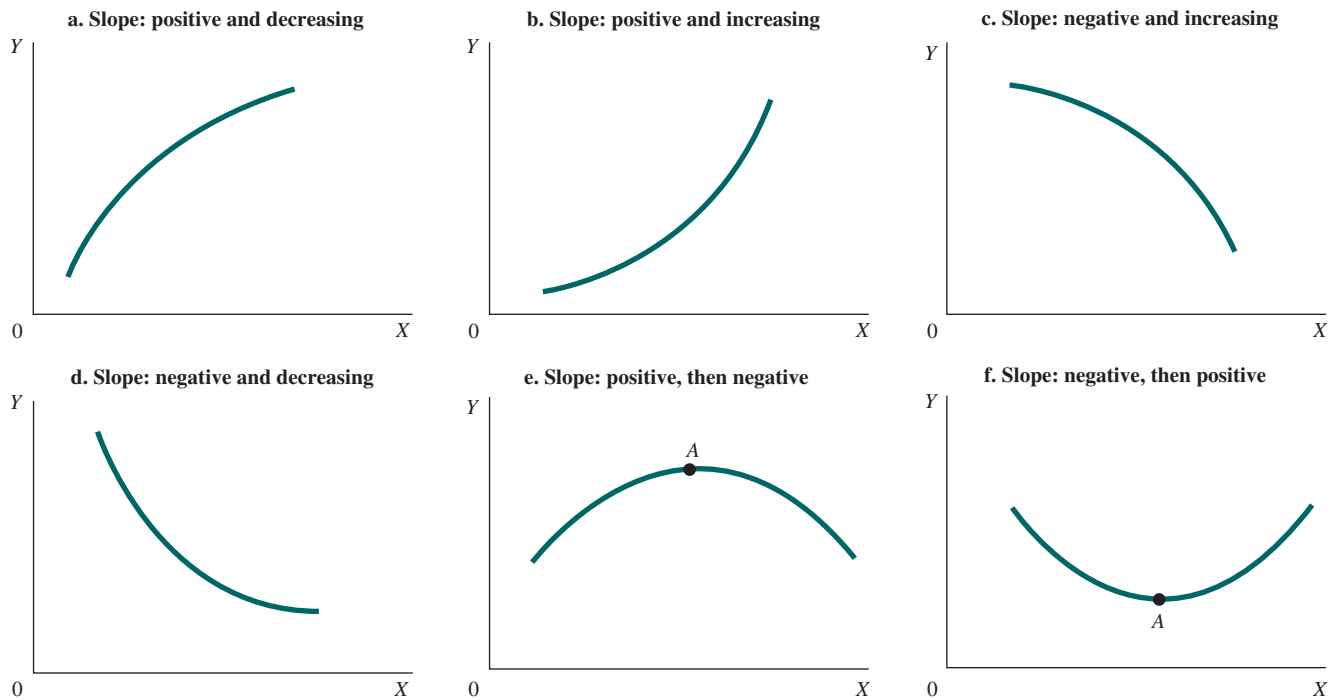 a. Slope: positive and decreasing
Y
0
X
b. Slope: positive and increasing
Y
0
X
c. Slope: negative and increasing
Y
0
X
d. Slope: negative and decreasing
Y
0
X
e. Slope: positive, then negative
Y
A
0
X
f. Slope: negative, then positive
Y
A
0
X